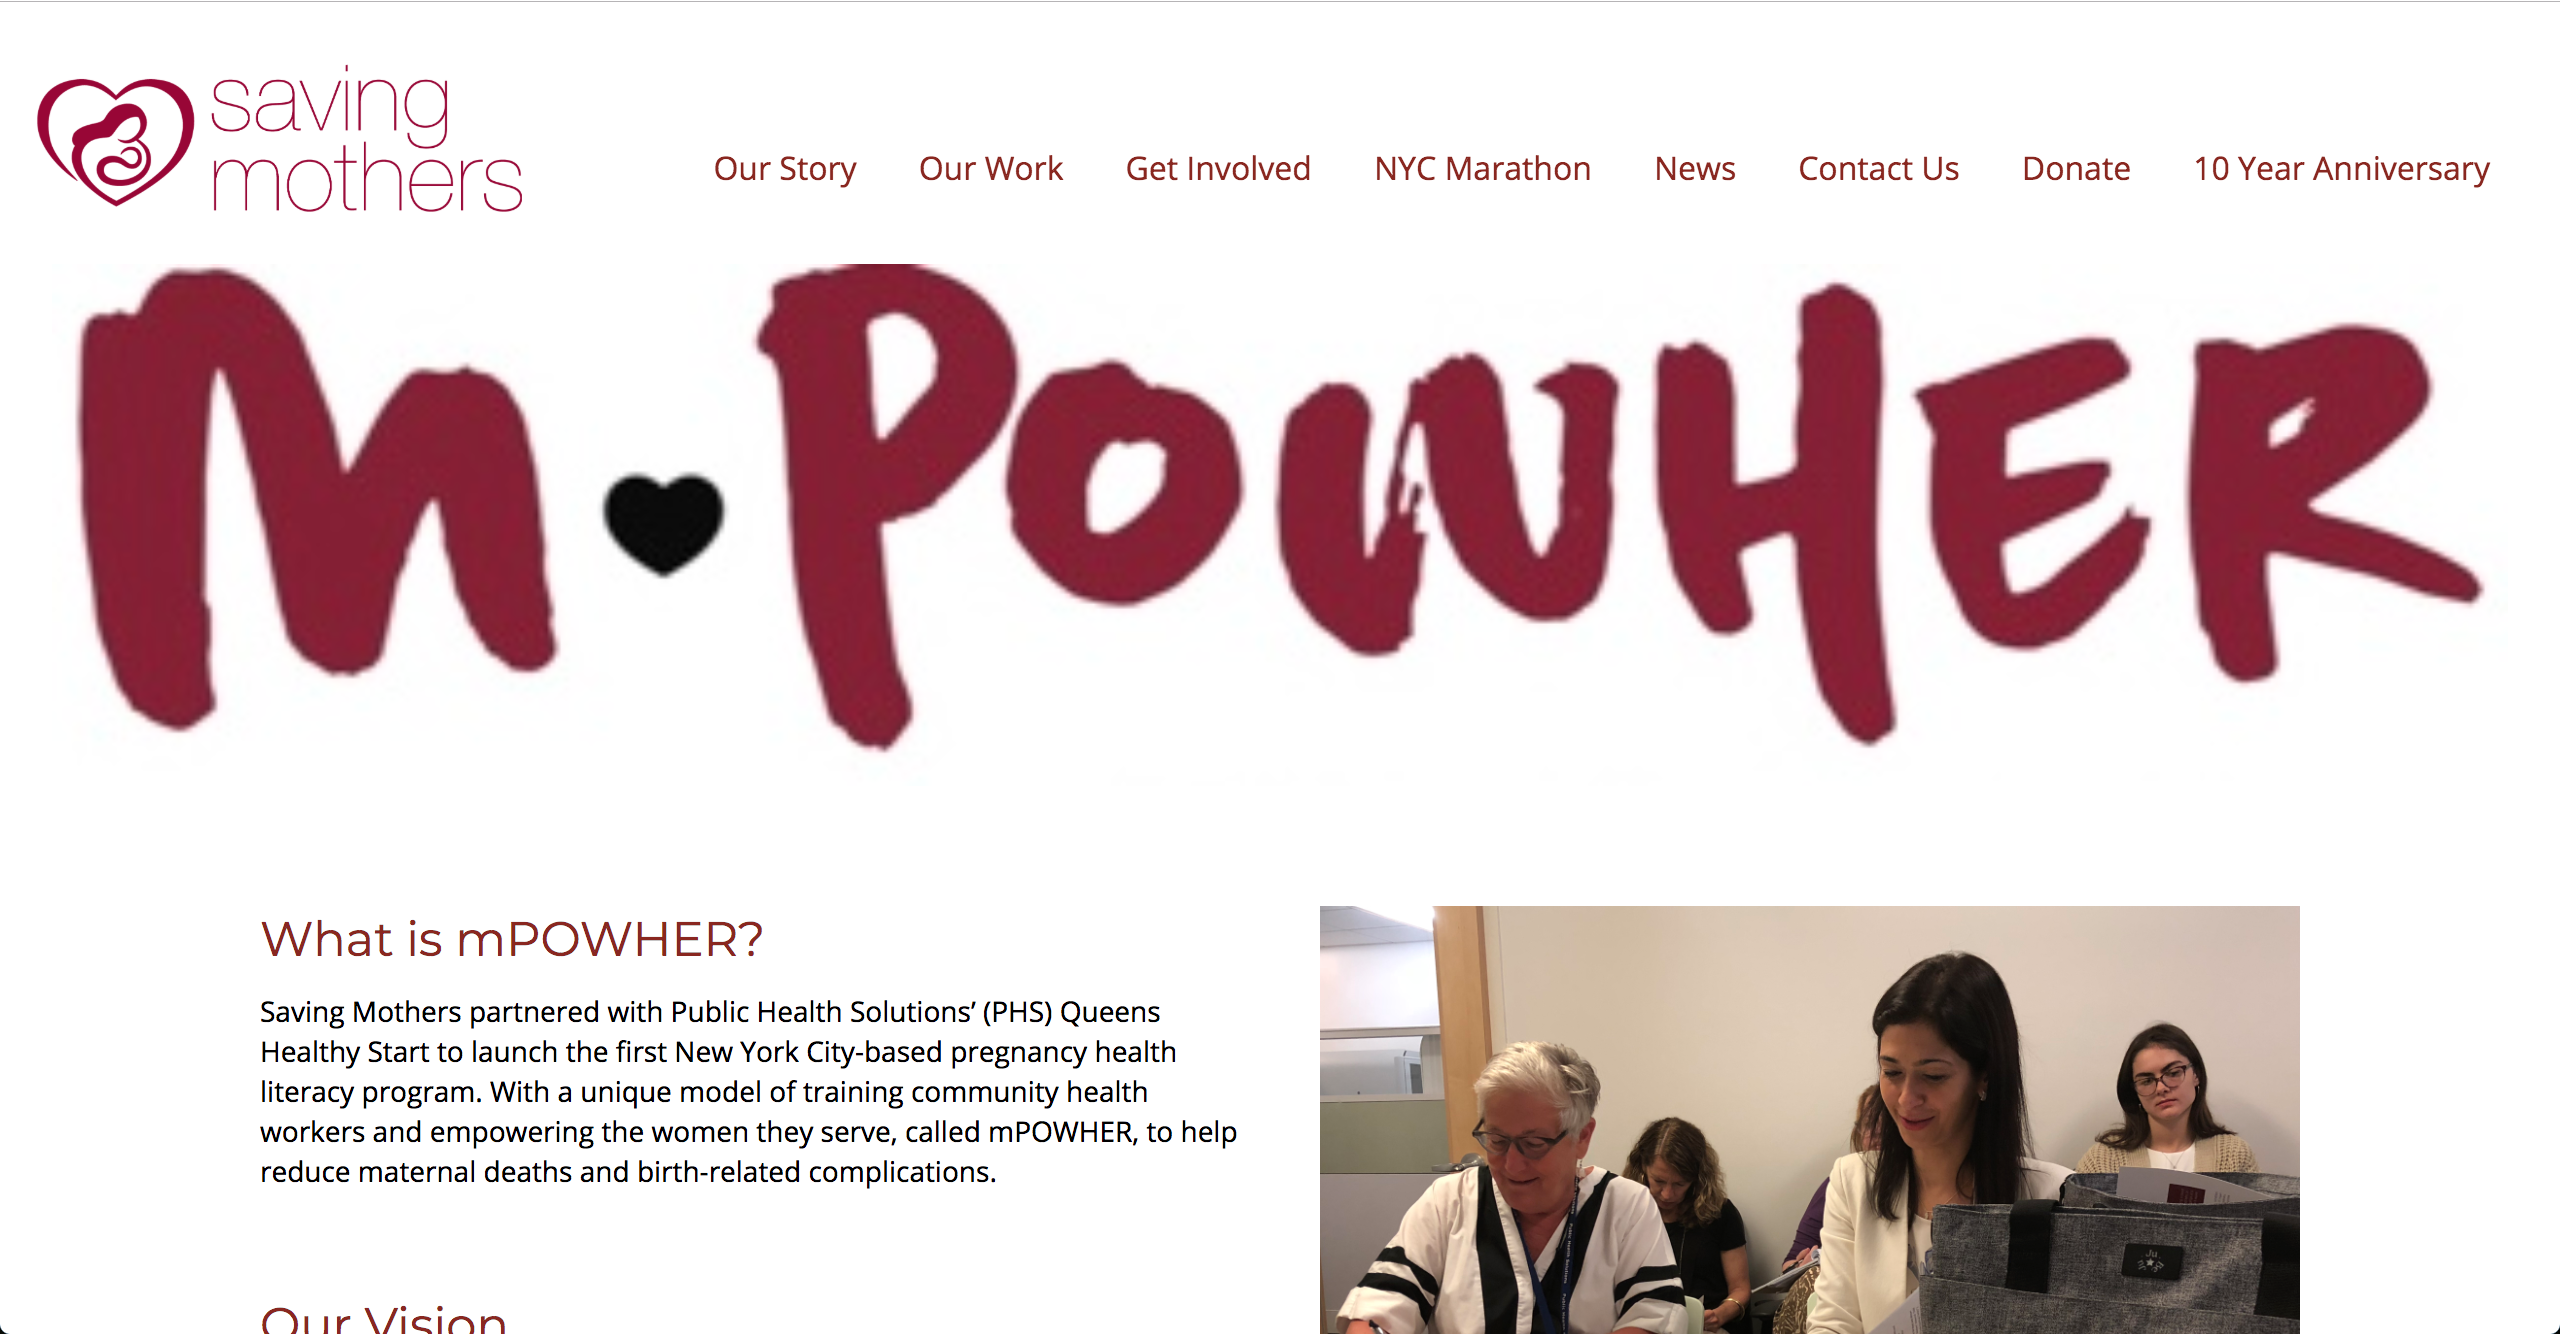 saving
mothers
Our Story Our Work Get Involved NYC Marathon News Contact Us Donate 10 Year Anniversary
M POWHER
What is mPOWHER?
Saving Mothers partnered with Public Health Solutions’ (PHS) Queens
Healthy Start to launch the first New York City-based pregnancy health
literacy program. With a unique model of training community health
workers and empowering the women they serve, called mPOWHER, to help
reduce maternal deaths and birth-related complications.
Our Vision
Ju